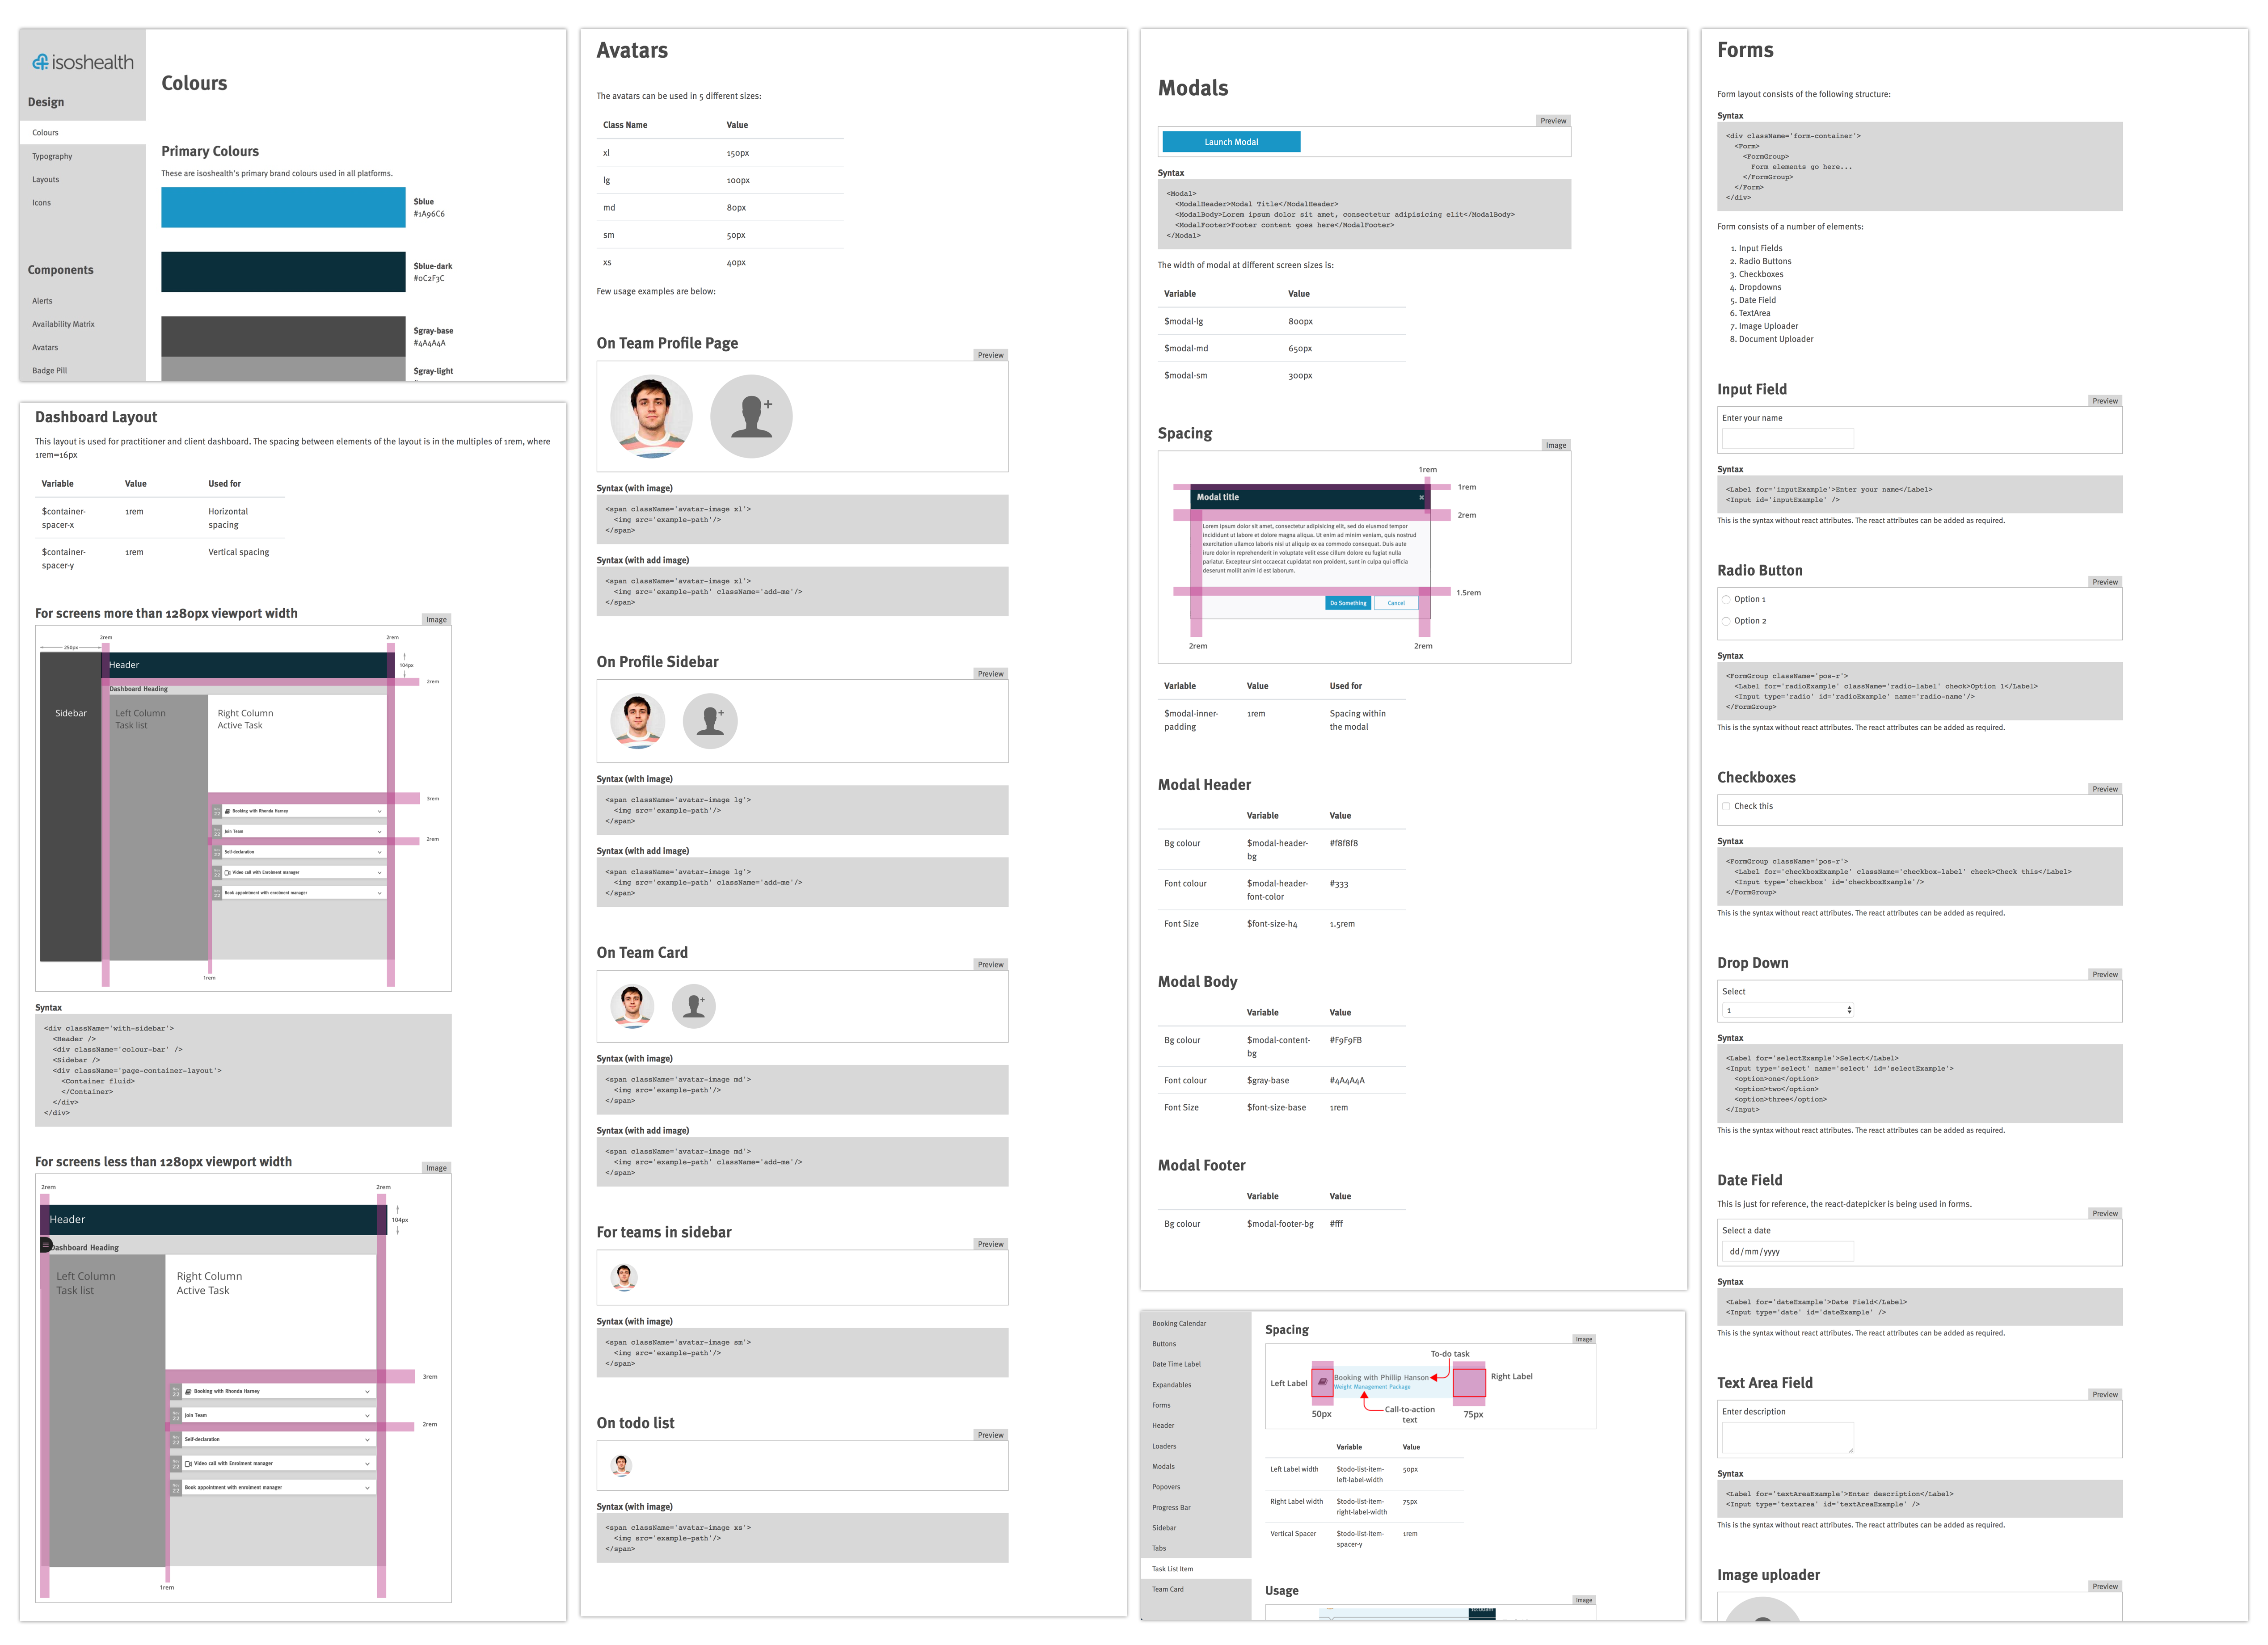 isoshealth
Design
Colours
Typography
Layouts
Icons
Components
Alerts
Availability Matrix
Avatars
Badge Pill
Colours
Primary Colours
These are isoshealth's primary brand colours used in all platforms.
$blue
#1A96C6
$blue-dark
#0C2F3C
$gray-base
#4A4A4A
$gray-light
Dashboard Layout
This layout is used for practitioner and client dashboard. The spacing between elements of the layout is in the multiples of 1rem, where
1rem=16px
Variable Value Used for
$container- 1rem Horizontal
spacer-x spacing
$container- 1rem Vertical spacing
spacer-y
For screens more than 1280px viewport width
Image
2rem 2rem
250px
Header
104px
2rem
Dashboard Heading
Sidebar
Left Column
Task list
Right Column
Active Task
3rem
22 Booking with Rhonda Harney
22 Join Team
2rem
22 Self-declaration
22 Video call with Enrolment manager
22 Book appointment with enrolment manager
1rem
Syntax
<div className='with-sidebar'>
<Header />
<div className='colour-bar' />
<Sidebar />
<div className='page-container-layout'>
<Container fluid>
</Container>
</div>
</div>
For screens less than 1280px viewport width
Image
2rem 2rem
Header
104px
Dashboard Heading
Left Column
Task list
Right Column
Active Task
3rem
22 Booking with Rhonda Harney
22 Join Team
2rem
22 Self-declaration
22 Video call with Enrolment manager
22 Book appointment with enrolment manager
1rem
Avatars
The avatars can be used in 5 different sizes:
Class Name Value
xl 150px
lg 100px
md 80px
sm 50px
xs 40px
Few usage examples are below:
On Team Profile Page
Preview
Syntax (with image)
<span className='avatar-image xl'>
<img src='example-path'/>
</span>
Syntax (with add image)
<span className='avatar-image xl'>
<img src='example-path' className='add-me'/>
</span>
On Profile Sidebar
Preview
Syntax (with image)
<span className='avatar-image lg'>
<img src='example-path'/>
</span>
Syntax (with add image)
<span className='avatar-image lg'>
<img src='example-path' className='add-me'/>
</span>
On Team Card
Preview
Syntax (with image)
<span className='avatar-image md'>
<img src='example-path'/>
</span>
Syntax (with add image)
<span className='avatar-image md'>
<img src='example-path' className='add-me'/>
</span>
For teams in sidebar
Preview
Syntax (with image)
<span className='avatar-image sm'>
<img src='example-path'/>
</span>
On todo list
Preview
Syntax (with image)
<span className='avatar-image xs'>
<img src='example-path'/>
</span>
Modals
Preview
Launch Modal
Syntax
<Modal>
<ModalHeader>Modal Title</ModalHeader>
<ModalBody>Lorem ipsum dolor sit amet, consectetur adipisicing elit</ModalBody>
<ModalFooter>Footer content goes here</ModalFooter>
</Modal>
The width of modal at different screen sizes is:
Variable Value
$modal-lg 800px
$modal-md 650px
$modal-sm 300px
Spacing
Image
1rem
1rem
Modal title
2rem
Lorem ipsum dolor sit amet, consectetur adipisicing elit, sed do eiusmod tempor
incididunt ut labore et dolore magna aliqua. Ut enim ad minim veniam, quis nostrud
exercitation ullamco laboris nisi ut aliquip ex ea commodo consequat. Duis aute
irure dolor in reprehenderit in voluptate velit esse cillum dolore eu fugiat nulla
pariatur. Excepteur sint occaecat cupidatat non proident, sunt in culpa qui officia
deserunt mollit anim id est laborum.
1.5rem
Do Something Cancel
2rem 2rem
Variable Value Used for
$modal-inner- 1rem Spacing within
padding the modal
Modal Header
Variable Value
Bg colour $modal-header- #f8f8f8
bg
Font colour $modal-header- #333
font-color
Font Size $font-size-h4 1.5rem
Modal Body
Variable Value
Bg colour $modal-content- #F9F9FB
bg
Font colour $gray-base #4A4A4A
Font Size $font-size-base 1rem
Modal Footer
Variable Value
Bg colour $modal-footer-bg #fff
Booking Calendar
Buttons
Date Time Label
Expandables
Forms
Header
Loaders
Modals
Popovers
Progress Bar
Sidebar
Tabs
Task List Item
Team Card
Spacing
Image
To-do task
Left Label
Booking with Phillip Hanson
Weight Management Package
Right Label
50px
Call-to-action
text
75px
Variable Value
Left Label width $todo-list-item- 50px
left-label-width
Right Label width $todo-list-item- 75px
right-label-width
Vertical Spacer $todo-list-item- 1rem
spacer-y
Usage
Image
Forms
Form layout consists of the following structure:
Syntax
<div className='form-container'>
<Form>
<FormGroup>
Form elements go here...
</FormGroup>
</Form>
</div>
Form consists of a number of elements:
1. Input Fields
2. Radio Buttons
3. Checkboxes
4. Dropdowns
5. Date Field
6. TextArea
7. Image Uploader
8. Document Uploader
Input Field
Preview
Enter your name
Syntax
<Label for='inputExample'>Enter your name</Label>
<Input id='inputExample' />
This is the syntax without react attributes. The react attributes can be added as required.
Radio Button
Preview
Option 1
Option 2
Syntax
<FormGroup className='pos-r'>
<Label for='radioExample' className='radio-label' check>Option 1</Label>
<Input type='radio' id='radioExample' name='radio-name'/>
</FormGroup>
This is the syntax without react attributes. The react attributes can be added as required.
Checkboxes
Preview
Check this
Syntax
<FormGroup className='pos-r'>
<Label for='checkboxExample' className='checkbox-label' check>Check this</Label>
<Input type='checkbox' id='checkboxExample'/>
</FormGroup>
This is the syntax without react attributes. The react attributes can be added as required.
Drop Down
Preview
Select
1
Syntax
<Label for='selectExample'>Select</Label>
<Input type='select' name='select' id='selectExample'>
<option>one</option>
<option>two</option>
<option>three</option>
</Input>
This is the syntax without react attributes. The react attributes can be added as required.
Date Field
This is just for reference, the react-datepicker is being used in forms.
Preview
Select a date
dd/mm/yyyy
Syntax
<Label for='dateExample'>Date Field</Label>
<Input type='date' id='dateExample' />
This is the syntax without react attributes. The react attributes can be added as required.
Text Area Field
Preview
Enter description
Syntax
<Label for='textAreaExample'>Enter description</Label>
<Input type='textarea' id='textAreaExample' />
This is the syntax without react attributes. The react attributes can be added as required.
Image uploader
Preview